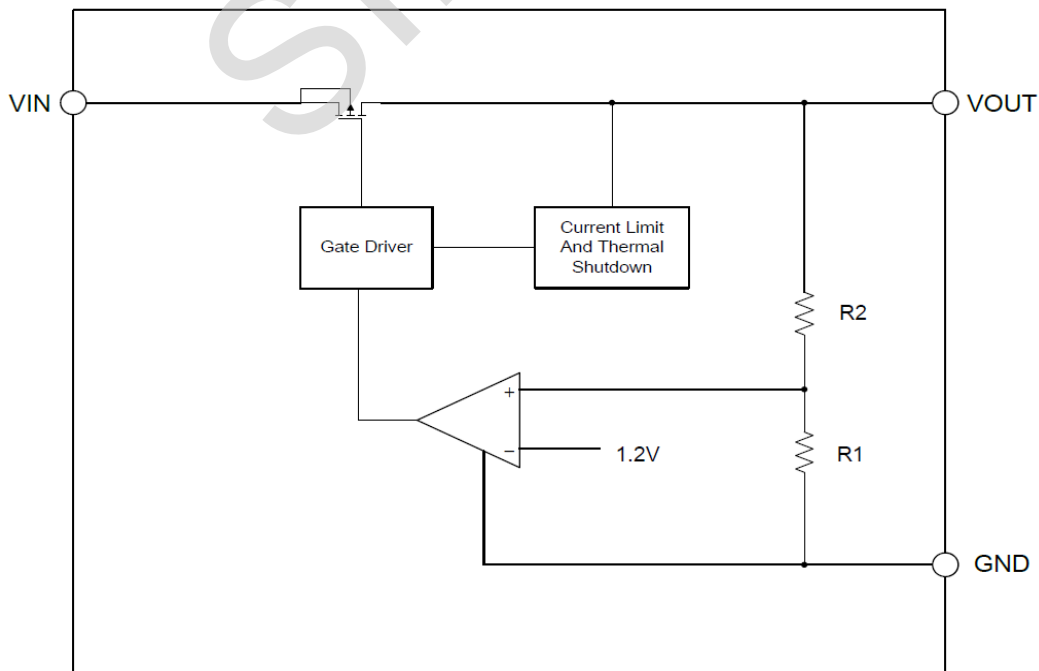 VIN
VOUT
Gate Driver
Current Limit
And Thermal
Shutdown
R2
+
−
1.2V
R1
GND